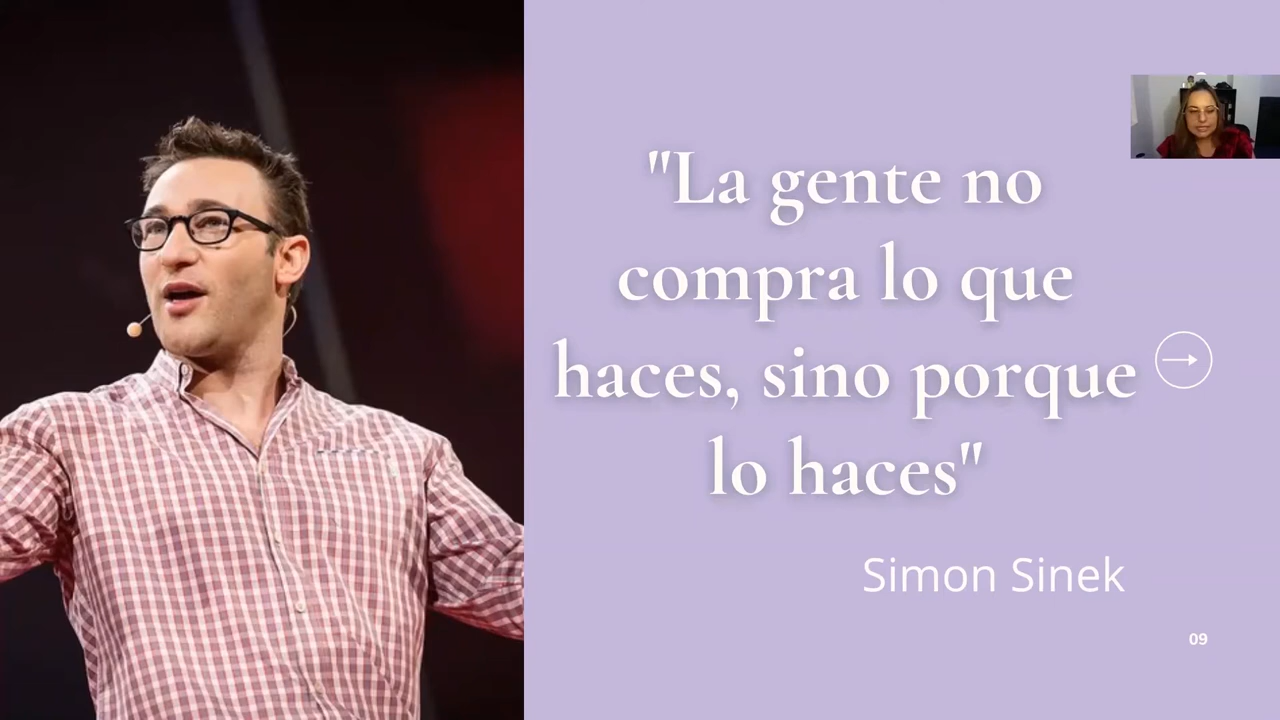 "La gente no
compra lo que
haces, sino porque
lo haces"
Simon Sinek
09